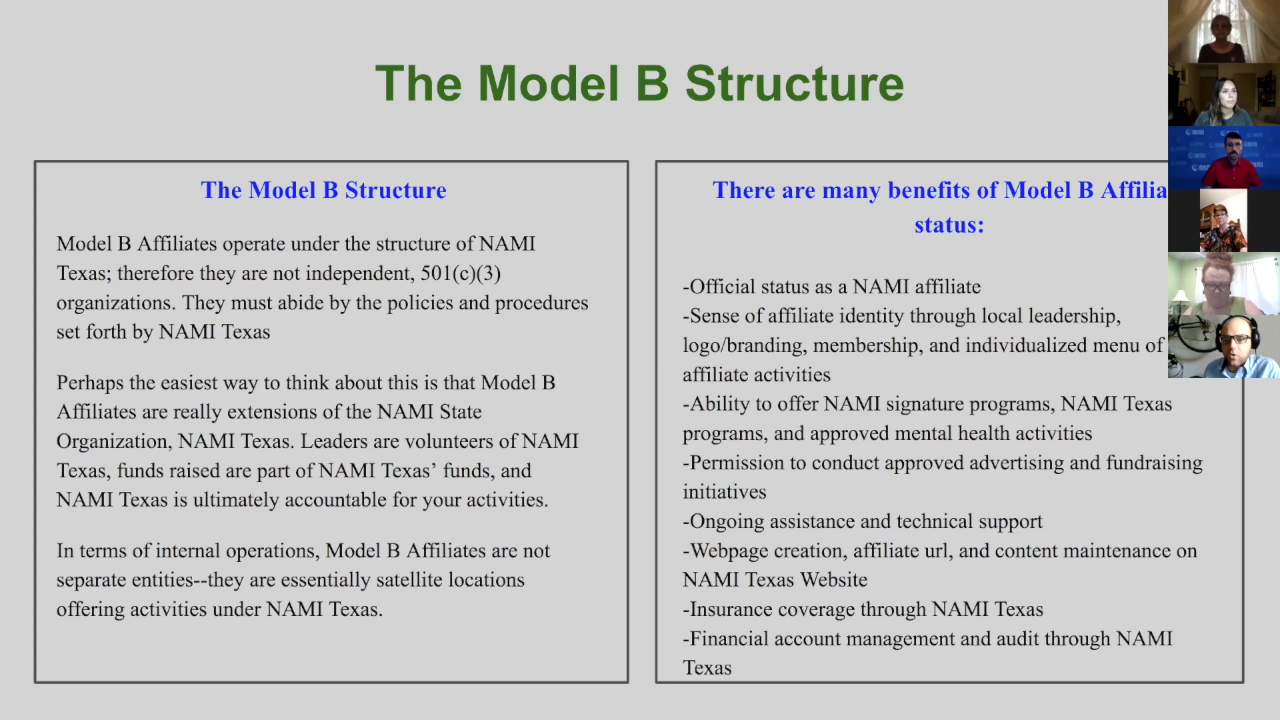 The Model B Structure
The Model B Structure
Model B Affiliates operate under the structure of NAMI
Texas; therefore they are not independent, 501(c)(3)
organizations. They must abide by the policies and procedures
set forth by NAMI Texas
Perhaps the easiest way to think about this is that Model B
Affiliates are really extensions of the NAMI State
Organization, NAMI Texas. Leaders are volunteers of NAMI
Texas, funds raised are part of NAMI Texas’ funds, and
NAMI Texas is ultimately accountable for your activities.
In terms of internal operations, Model B Affiliates are not
separate entities--they are essentially satellite locations
offering activities under NAMI Texas.
There are many benefits of Model B Affilia
status:
-Official status as a NAMI affiliate
-Sense of affiliate identity through local leadership,
logo/branding, membership, and individualized menu of
affiliate activities
-Ability to offer NAMI signature programs, NAMI Texas
programs, and approved mental health activities
-Permission to conduct approved advertising and fundraising
initiatives
-Ongoing assistance and technical support
-Webpage creation, affiliate url, and content maintenance on
NAMI Texas Website
-Insurance coverage through NAMI Texas
-Financial account management and audit through NAMI
Texas